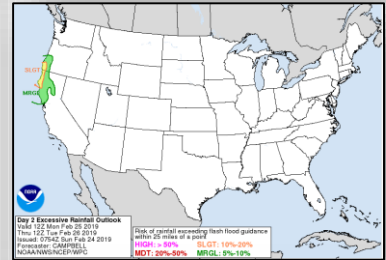 SLGT
MRGL
NOAA
Day 2 Excessive Rainfall Outlook
Valid 12Z Mon Feb 25 2019
Thru 12Z Tue Feb 26 2019
Issued: 0754Z Sun Feb 24 2019
Forecaster: CAMPBELL
NOAA/NWS/NCEP/WPC
Risk of rainfall exceeding flash flood guidance
within 25 miles of a point
HIGH: > 50% SLGT: 10%-20%
MDT: 20%-50% MRGL: 5%-10%